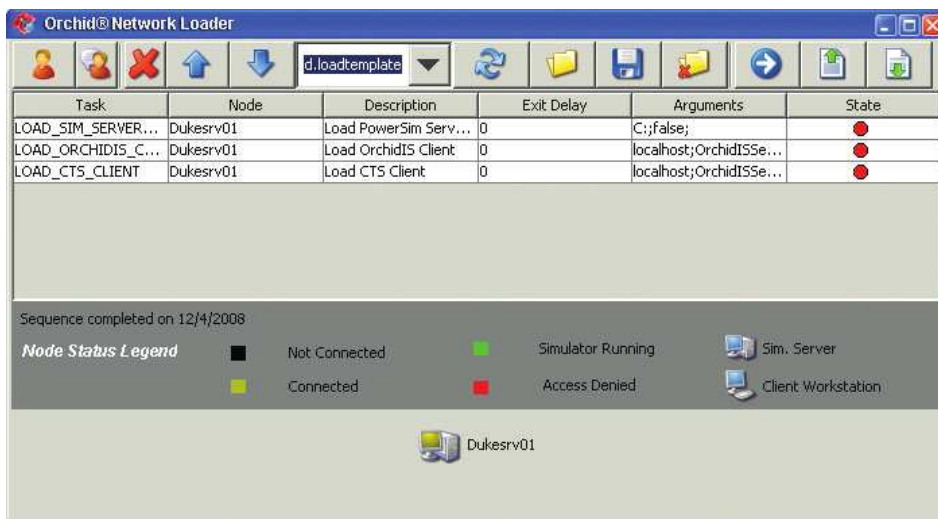 Orchid® Network Loader
d.loadtemplate
Task Node Description Exit Delay Arguments State
LOAD_SIM_SERVER... Dukesrv01 Load PowerSim Serv... 0 C:;false;
LOAD_ORCHIDIS_C... Dukesrv01 Load OrchidIS Client 0 localhost;OrchidISSe...
LOAD_CTS_CLIENT Dukesrv01 Load CTS Client 0 localhost;OrchidISSe...
Sequence completed on 12/4/2008
Node Status Legend Not Connected Simulator Running Sim. Server
Connected Access Denied Client Workstation
Dukesrv01